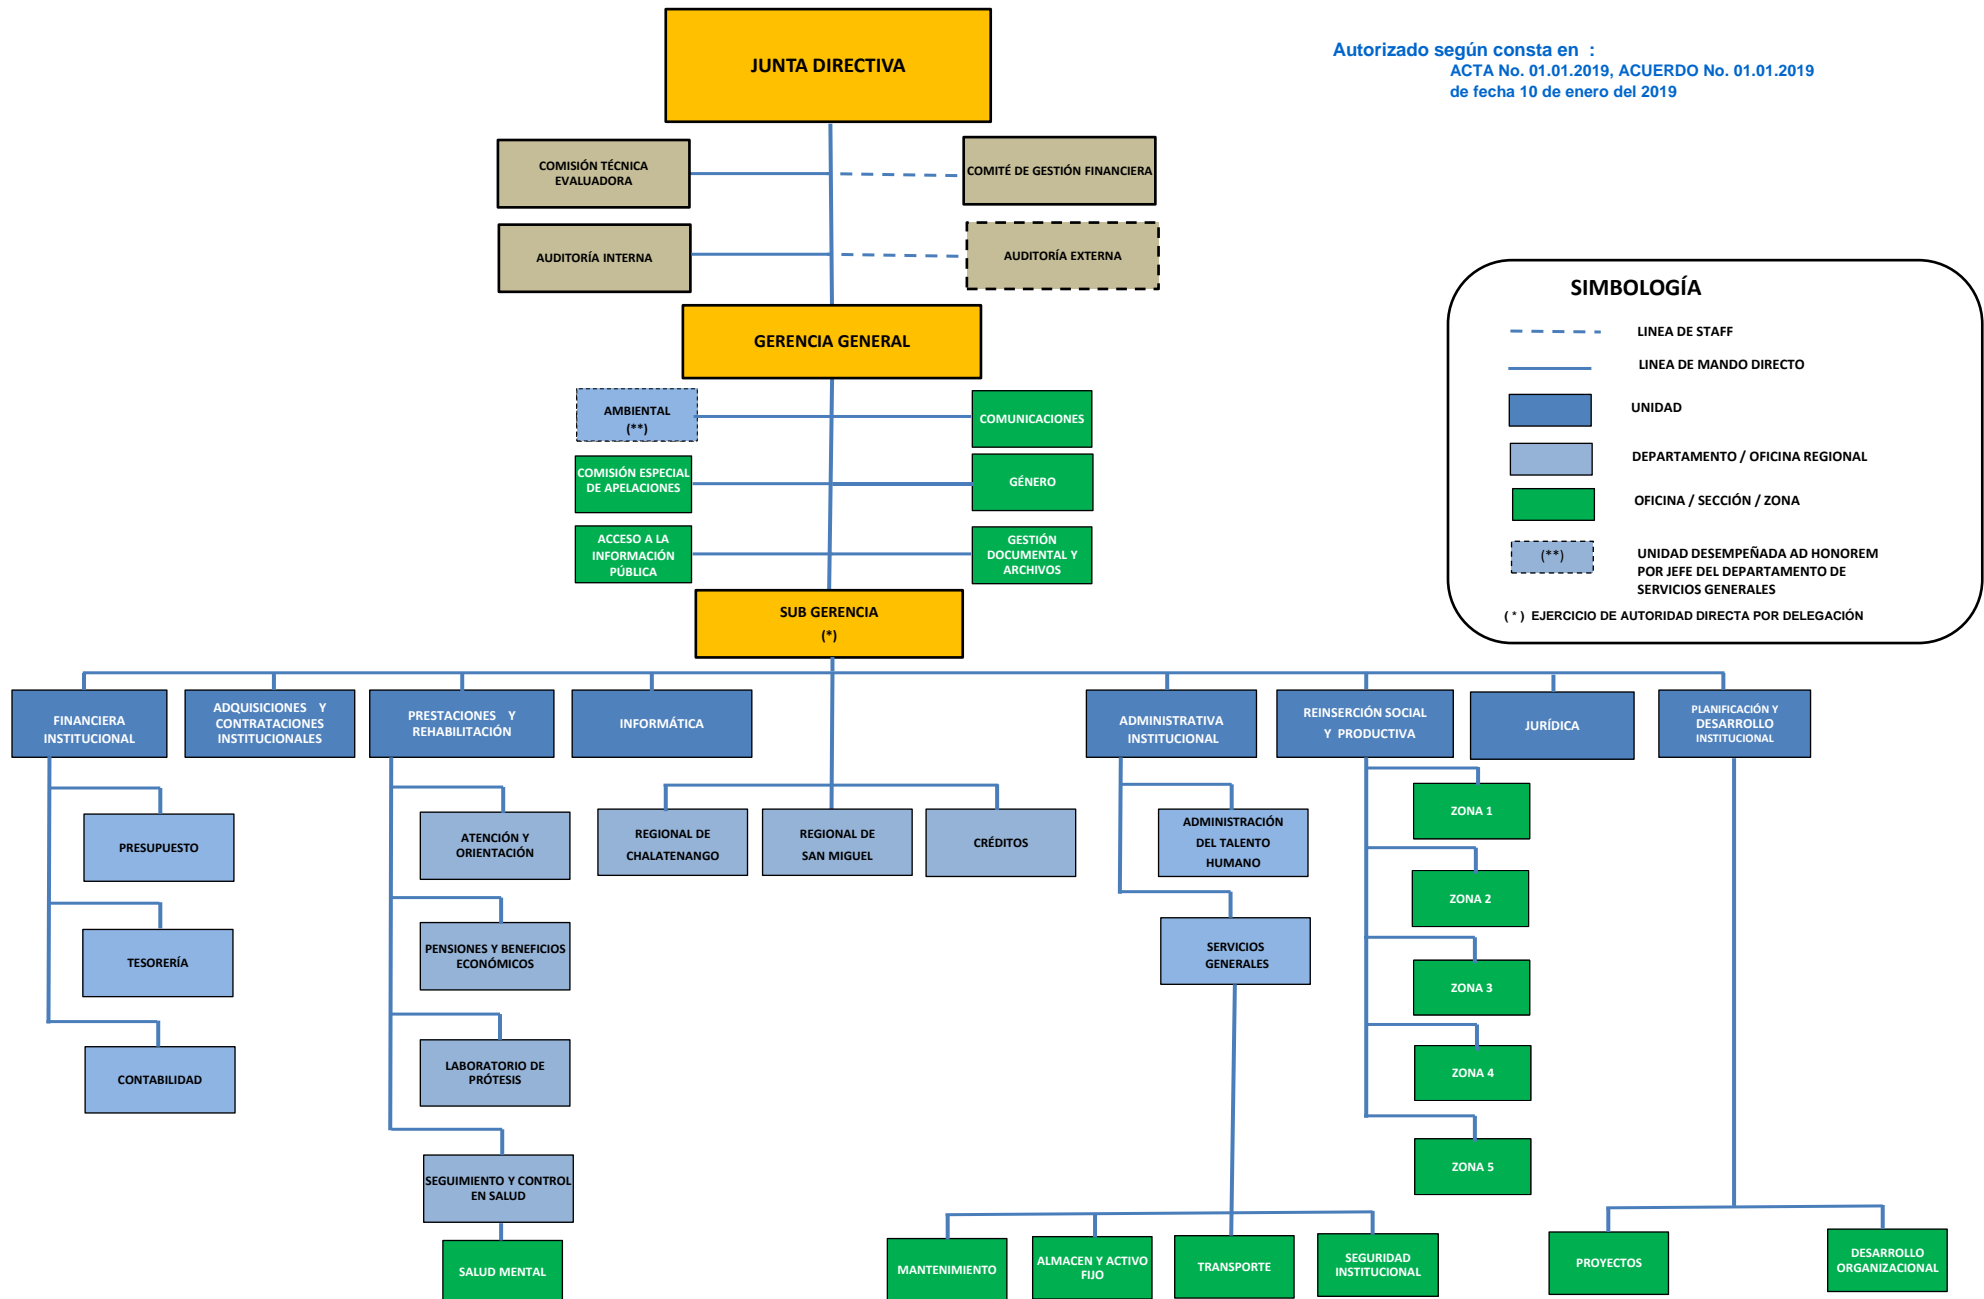 JUNTA DIRECTIVA
Autorizado según consta en :
ACTA No. 01.01.2019, ACUERDO No. 01.01.2019
de fecha 10 de enero del 2019
COMISIÓN TÉCNICA
EVALUADORA
COMITÉ DE GESTIÓN FINANCIERA
AUDITORÍA INTERNA
AUDITORÍA EXTERNA
GERENCIA GENERAL
AMBIENTAL
(**)
COMUNICACIONES
COMISIÓN ESPECIAL
DE APELACIONES
GÉNERO
ACCESO A LA
INFORMACIÓN
PÚBLICA
GESTIÓN
DOCUMENTAL Y
ARCHIVOS
SUB GERENCIA
(*)
SIMBOLOGÍA
LINEA DE STAFF
LINEA DE MANDO DIRECTO
UNIDAD
DEPARTAMENTO / OFICINA REGIONAL
OFICINA / SECCIÓN / ZONA
(**)
UNIDAD DESEMPEÑADA AD HONOREM
POR JEFE DEL DEPARTAMENTO DE
SERVICIOS GENERALES
( * ) EJERCICIO DE AUTORIDAD DIRECTA POR DELEGACIÓN
FINANCIERA
INSTITUCIONAL
ADQUISICIONES Y
CONTRATACIONES
INSTITUCIONALES
PRESTACIONES Y
REHABILITACIÓN
INFORMÁTICA
ADMINISTRATIVA
INSTITUCIONAL
REINSERCIÓN SOCIAL
Y PRODUCTIVA
JURÍDICA
PLANIFICACIÓN Y
DESARROLLO
INSTITUCIONAL
PRESUPUESTO
TESORERÍA
CONTABILIDAD
ATENCIÓN Y
ORIENTACIÓN
PENSIONES Y BENEFICIOS
ECONÓMICOS
LABORATORIO DE
PRÓTESIS
SEGUIMIENTO Y CONTROL
EN SALUD
SALUD MENTAL
REGIONAL DE
CHALATENANGO
REGIONAL DE
SAN MIGUEL
CRÉDITOS
ADMINISTRACIÓN
DEL TALENTO
HUMANO
SERVICIOS
GENERALES
ZONA 1
ZONA 2
ZONA 3
ZONA 4
ZONA 5
MANTENIMIENTO
ALMACEN Y ACTIVO
FIJO
TRANSPORTE
SEGURIDAD
INSTITUCIONAL
PROYECTOS
DESARROLLO
ORGANIZACIONAL